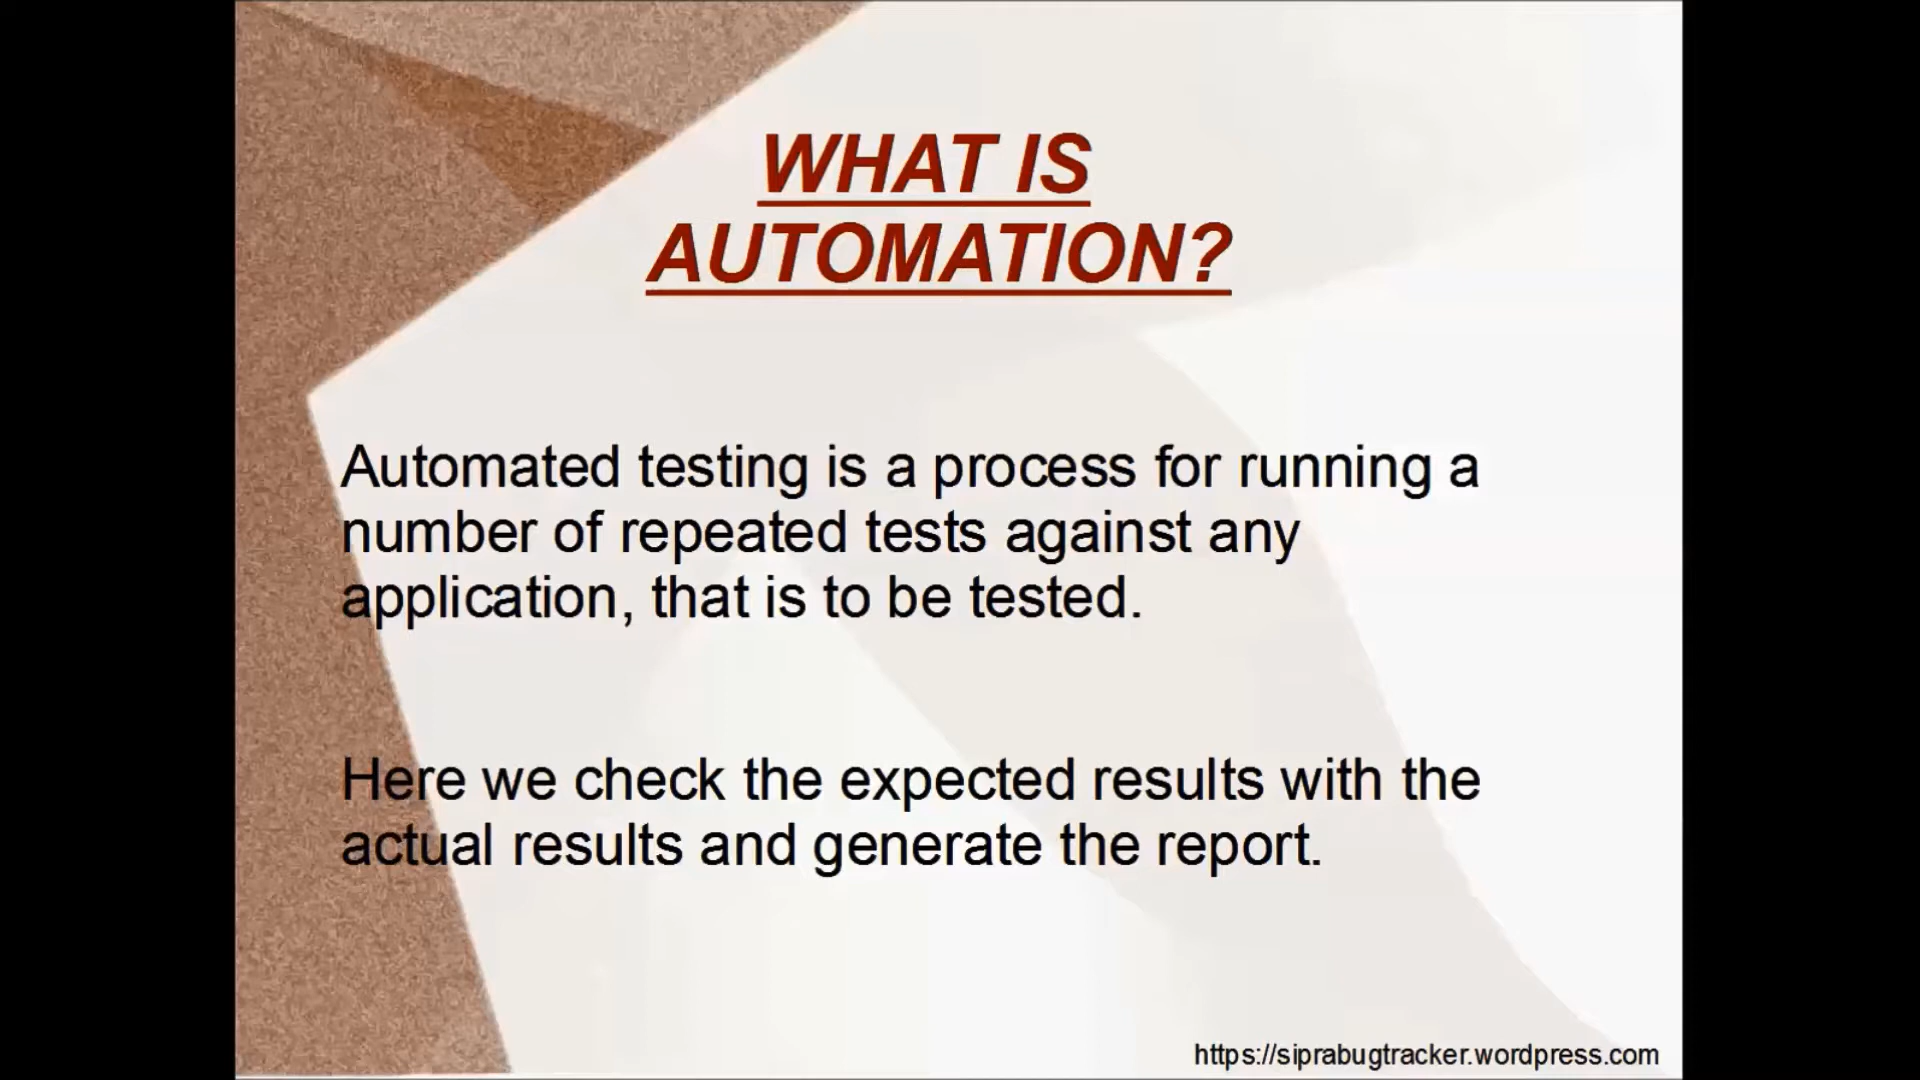 WHAT IS
AUTOMATION?
Automated testing is a process for running a
number of repeated tests against any
application, that is to be tested.
Here we check the expected results with the
actual results and generate the report.
https://siprabugtracker.wordpress.com